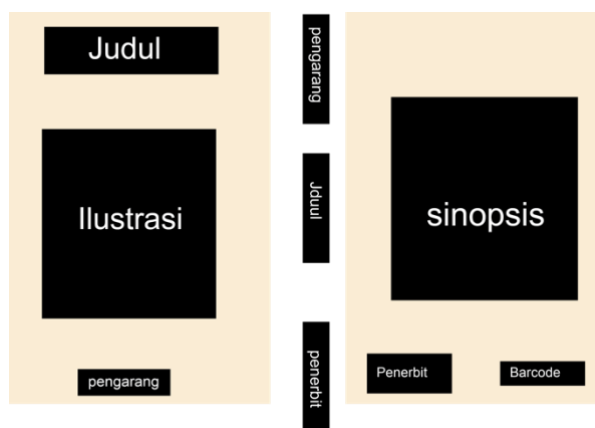 Judul
Ilustrasi
pengarang
pengarang
Jduul
penerbit
sinopsis
Penerbit
Barcode